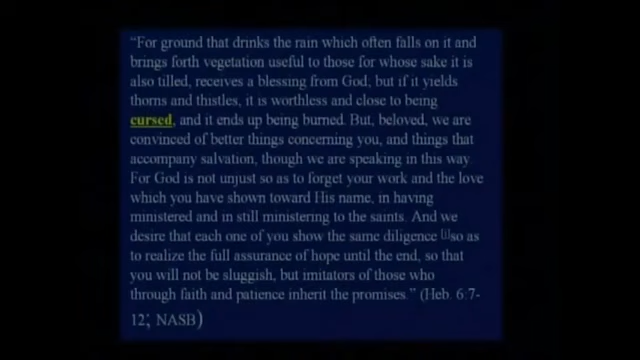 “For ground that drinks the rain which often falls on it and
brings forth vegetation useful to those for whose sake it is
also tilled, receives a blessing from God; but if it yields
thorns and thistles, it is worthless and close to being
cursed, and it ends up being burned. But, beloved, we are
convinced of better things concerning you, and things that
accompany salvation, though we are speaking in this way.
For God is not unjust so as to forget your work and the love
which you have shown toward His name, in having
ministered and in still ministering to the saints. And we
desire that each one of you show the same diligence [i]so as
to realize the full assurance of hope until the end, so that
you will not be sluggish, but imitators of those who
through faith and patience inherit the promises.” (Heb. 6:7-
12; NASB)